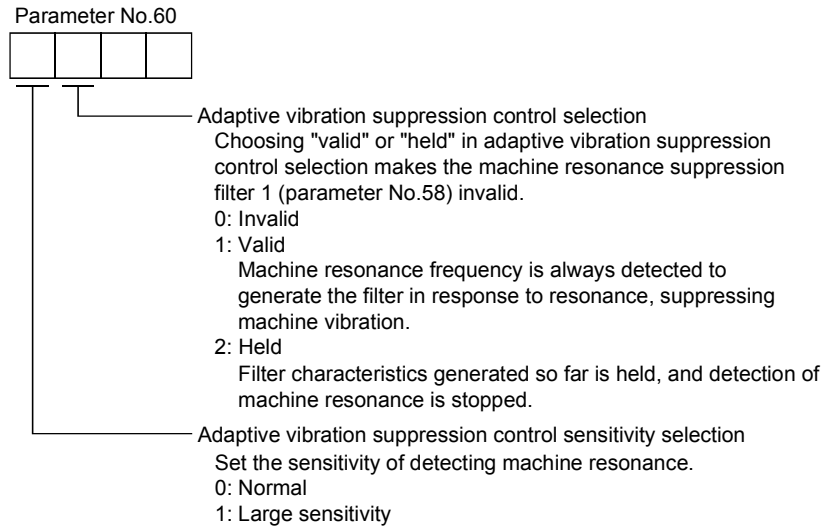 Parameter No.60
Adaptive vibration suppression control selection
Choosing "valid" or "held" in adaptive vibration suppression
control selection makes the machine resonance suppression
filter 1 (parameter No.58) invalid.
0: Invalid
1: Valid
Machine resonance frequency is always detected to
generate the filter in response to resonance, suppressing
machine vibration.
2: Held
Filter characteristics generated so far is held, and detection of
machine resonance is stopped.
Adaptive vibration suppression control sensitivity selection
Set the sensitivity of detecting machine resonance.
0: Normal
1: Large sensitivity